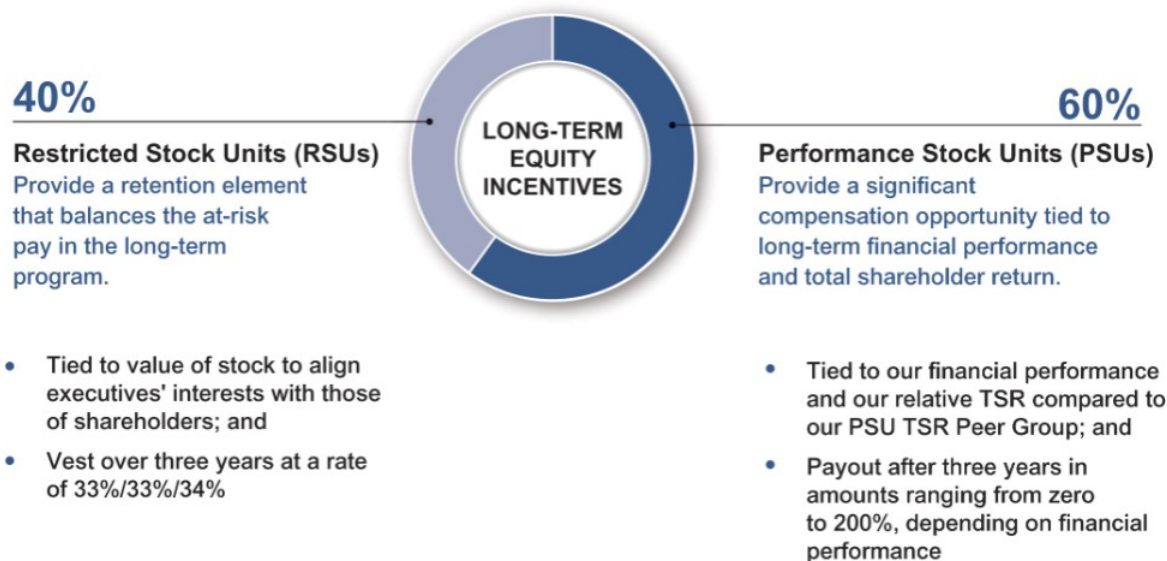 40%
Restricted Stock Units (RSUs)
Provide a retention element
that balances the at-risk
pay in the long-term
program.
LONG-TERM
EQUITY
INCENTIVES
60%
Performance Stock Units (PSUs)
Provide a significant
compensation opportunity tied to
long-term financial performance
and total shareholder return.
• Tied to value of stock to align
executives' interests with those
of shareholders; and
• Vest over three years at a rate
of 33%/33%/34%
• Tied to our financial performance
and our relative TSR compared to
our PSU TSR Peer Group; and
• Payout after three years in
amounts ranging from zero
to 200%, depending on financial
performance